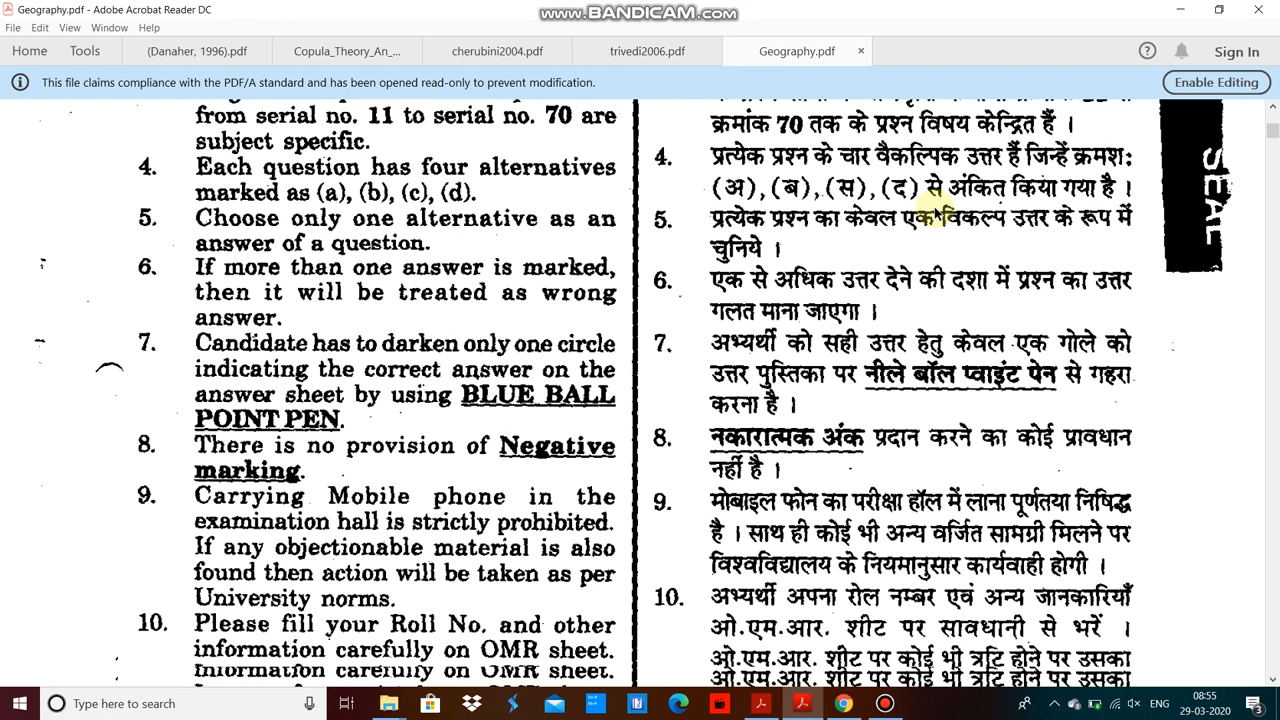 Geography.pdf - Adobe Acrobat Reader DC
www.BANDICAM.com
File Edit View Window Help
Home Tools (Danaher, 1996).pdf Copula_Theory_An_... cherubini2004.pdf trivedi2006.pdf Geography.pdf × Sign In
This file claims compliance with the PDF/A standard and has been opened read-only to prevent modification. Enable Editing
from serial no. 11 to serial no. 70 are
subject specific.
4. Each question has four alternatives
marked as (a), (b), (c), (d).
5. Choose only one alternative as an
answer of a question.
6. If more than one answer is marked,
then it will be treated as wrong
answer.
7. Candidate has to darken only one circle
indicating the correct answer on the
answer sheet by using BLUE BALL
POINT PEN.
8. There is no provision of Negative
marking.
9. Carrying Mobile phone in the
examination hall is strictly prohibited.
If any objectionable material is also
found then action will be taken as per
University norms.
10. Please fill your Roll No. and other
information carefully on OMR sheet.
information carefully on OMR sheet.
क्रमांक 70 तक के प्रश्न विषय केन्द्रित हैं ।
4. प्रत्येक प्रश्न के चार वैकल्पिक उत्तर हैं जिन्हें क्रमशः
(अ), (ब), (स), (द) से अंकित किया गया है ।
5. प्रत्येक प्रश्न का केवल एक विकल्प उत्तर के रूप में
चुनिये ।
6. एक से अधिक उत्तर देने की दशा में प्रश्न का उत्तर
गलत माना जाएगा ।
7. अभ्यर्थी को सही उत्तर हेतु केवल एक गोले को
उत्तर पुस्तिका पर नीले बॉल प्वाइंट पेन से गहरा
करना है ।
8. नकारात्मक अंक प्रदान करने का कोई प्रावधान
नहीं है ।
9. मोबाइल फोन का परीक्षा हॉल में लाना पूर्णतया निषिद्ध
है । साथ ही कोई भी अन्य वर्जित सामग्री मिलने पर
विश्वविद्यालय के नियमानुसार कार्यवाही होगी ।
10. अभ्यर्थी अपना रोल नम्बर एवं अन्य जानकारियाँ
ओ.एम.आर. शीट पर सावधानी से भरें ।
ओ.एम.आर. शीट पर कोई भी त्रुटि होने पर उसका
ओ.एम.आर. शीट पर कोई भी त्रुटि होने पर उसका
SEAL
Type here to search
ENG
08:55
29-03-2020
3